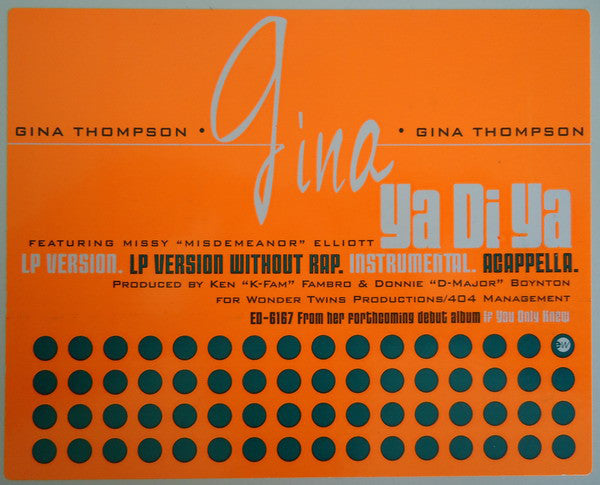 gina
GINA THOMPSON • • GINA THOMPSON
Ya Di Ya
FEATURING MISSY "MISDEMEANOR" ELLIOTT
LP VERSION. LP VERSION WITHOUT RAP. INSTRUMENTAL. ACAPPELLA.
PRODUCED BY KEN "K-FAM" FAMBRO & DONNIE "D-MAJOR" BOYNTON
FOR WONDER TWINS PRODUCTIONS/404 MANAGEMENT
ED-6167 From her forthcoming debut album If You Only Knew